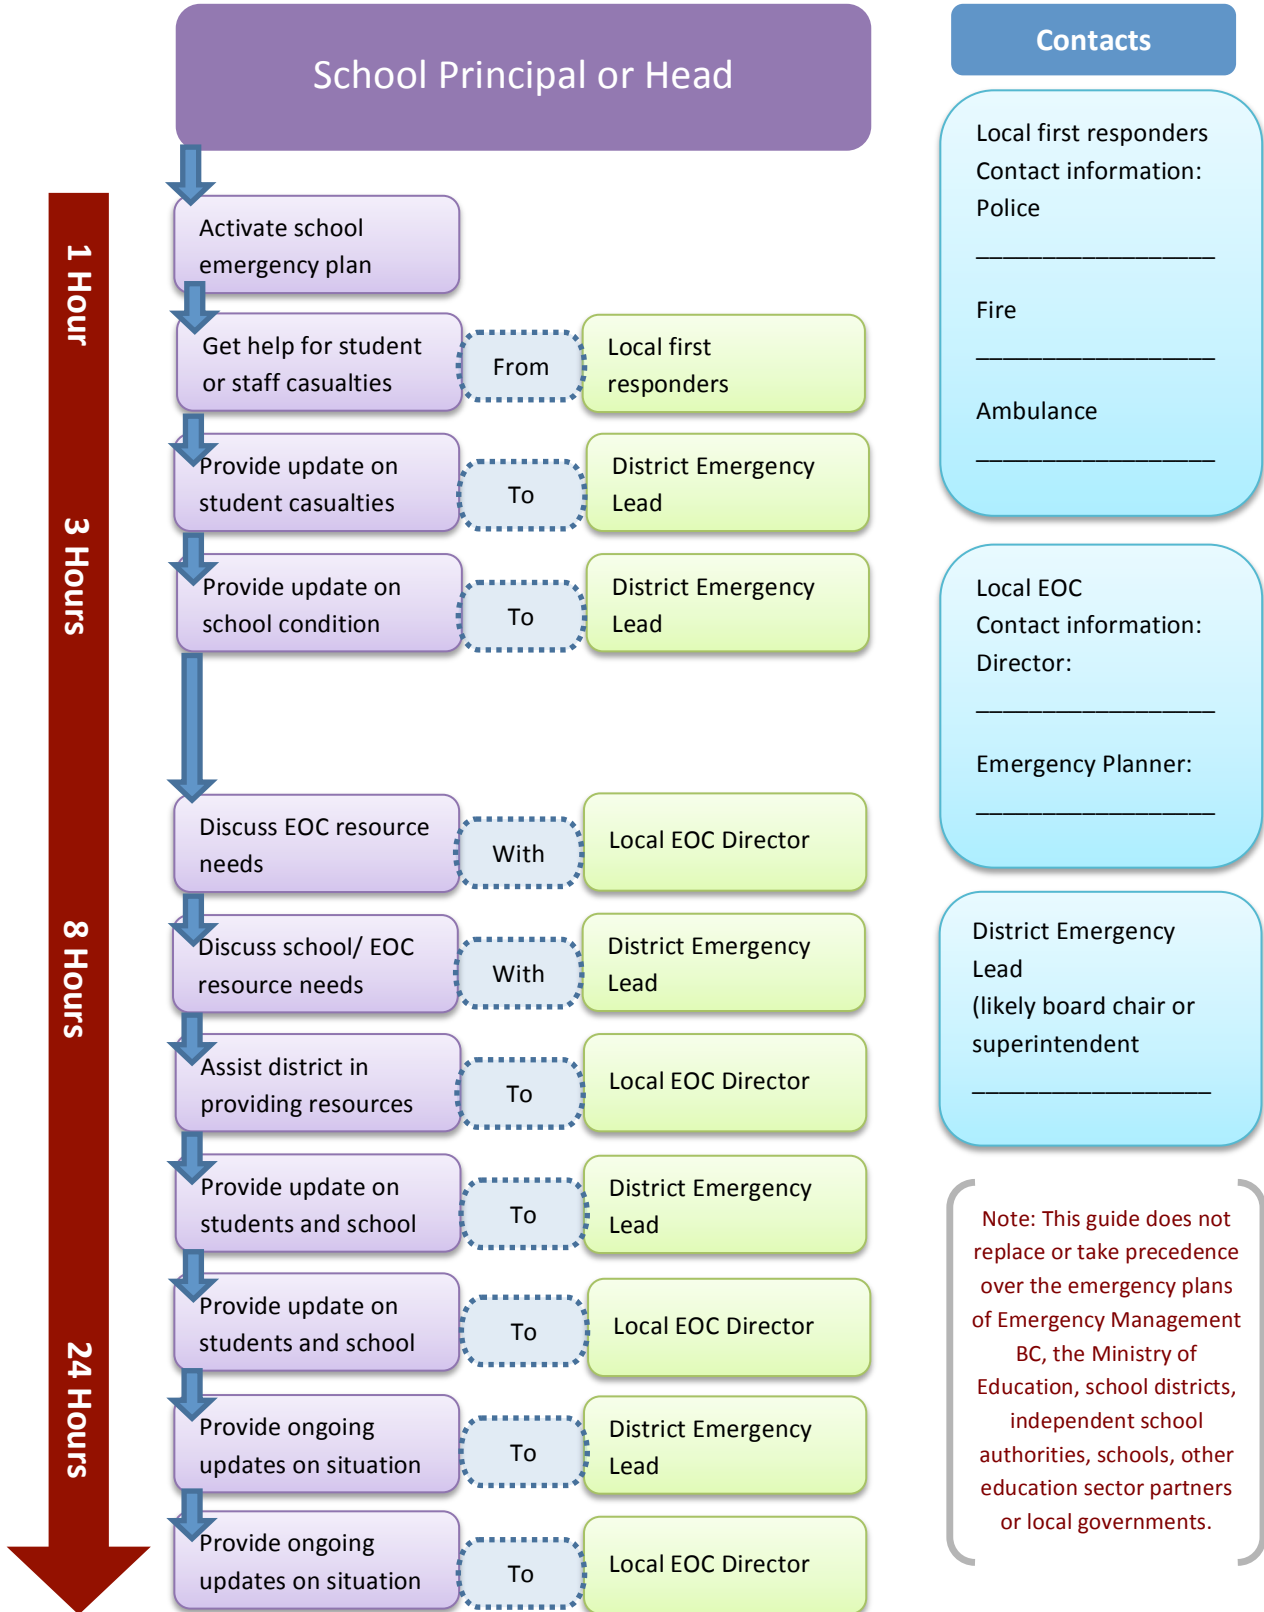 School Principal or Head
1 Hour
3 Hours
8 Hours
24 Hours
Activate school
emergency plan
Get help for student
or staff casualties
From
Local first
responders
Provide update on
student casualties
To
District Emergency
Lead
Provide update on
school condition
To
District Emergency
Lead
Discuss EOC resource
needs
With
Local EOC Director
Discuss school/ EOC
resource needs
With
District Emergency
Lead
Assist district in
providing resources
To
Local EOC Director
Provide update on
students and school
To
District Emergency
Lead
Provide update on
students and school
To
Local EOC Director
Provide ongoing
updates on situation
To
District Emergency
Lead
Provide ongoing
updates on situation
To
Local EOC Director
Contacts
Local first responders
Contact information:
Police
__________________
Fire
__________________
Ambulance
__________________
Local EOC
Contact information:
Director:
__________________
Emergency Planner:
__________________
District Emergency
Lead
(likely board chair or
superintendent
__________________
Note: This guide does not
replace or take precedence
over the emergency plans
of Emergency Management
BC, the Ministry of
Education, school districts,
independent school
authorities, schools, other
education sector partners
or local governments.